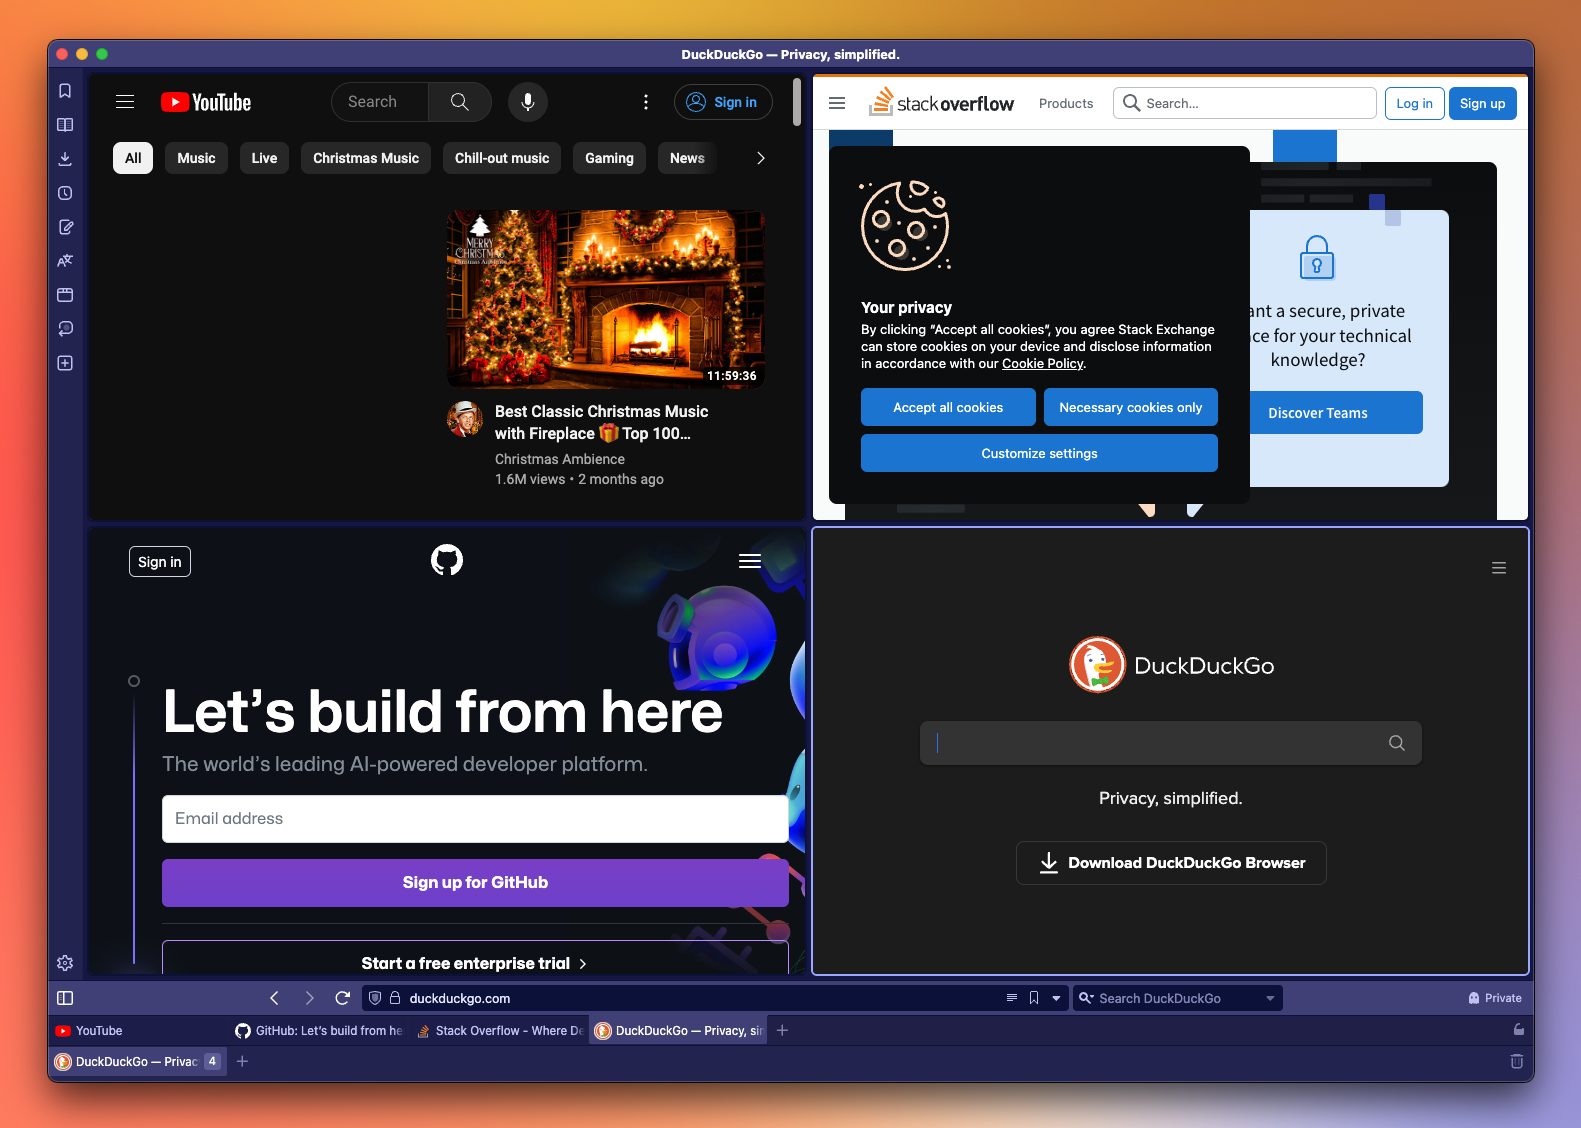 DuckDuckGo — Privacy, simplified.
YouTube
Search
Sign in
All
Music
Live
Christmas Music
Chill-out music
Gaming
News
MERRY
CHRISTMAS
Christmas Ambience
11:59:36
Best Classic Christmas Music
with Fireplace 🎁 Top 100...
Christmas Ambience
1.6M views • 2 months ago
stackoverflow
Products
Search...
Log in
Sign up
Your privacy
By clicking “Accept all cookies”, you agree Stack Exchange
can store cookies on your device and disclose information
in accordance with our Cookie Policy.
Accept all cookies
Necessary cookies only
Customize settings
ant a secure, private
ce for your technical
knowledge?
Discover Teams
Sign in
Let’s build from here
The world’s leading AI-powered developer platform.
Email address
Sign up for GitHub
Start a free enterprise trial
DuckDuckGo
Privacy, simplified.
Download DuckDuckGo Browser
duckduckgo.com
Search DuckDuckGo
Private
YouTube
GitHub: Let’s build from he
Stack Overflow - Where De
DuckDuckGo — Privacy, sim
DuckDuckGo — Privac
4